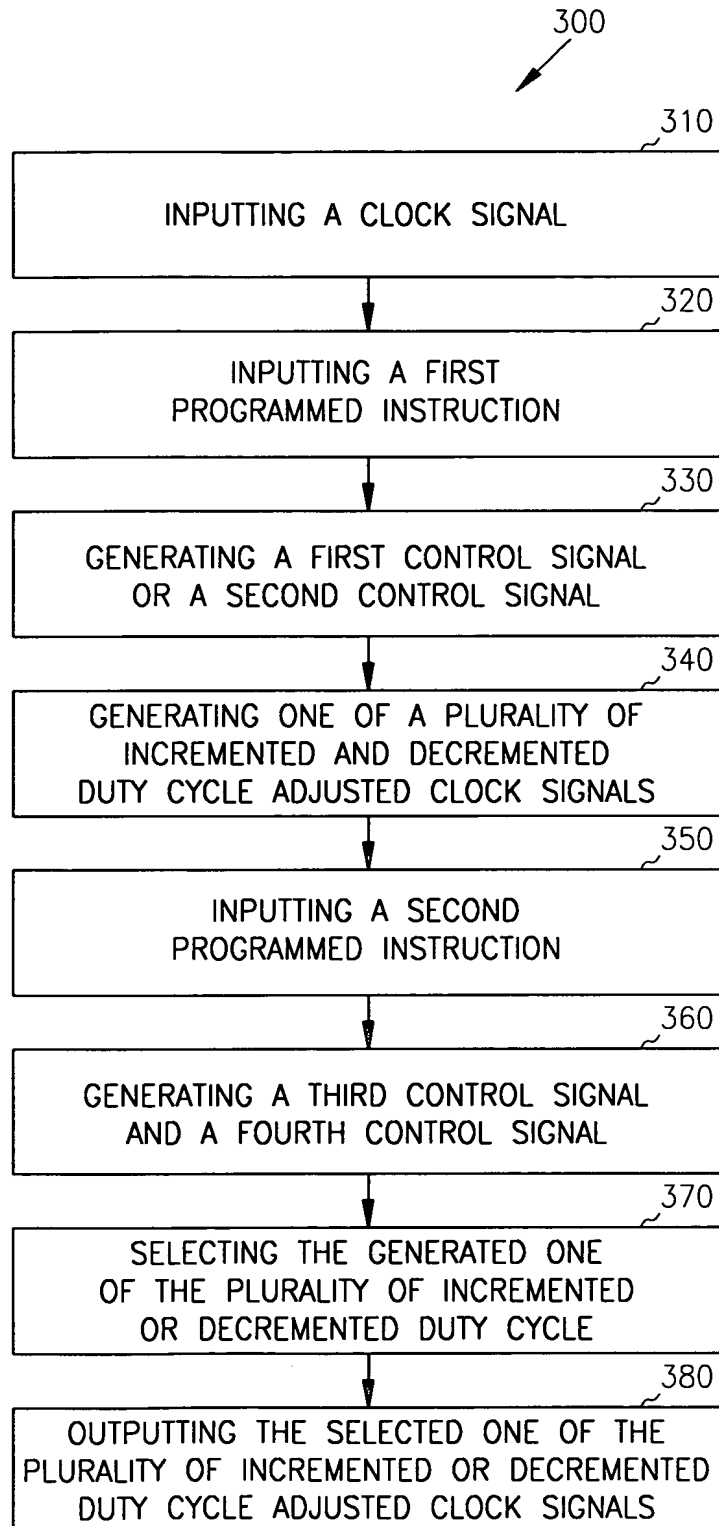 300
310
INPUTTING A CLOCK SIGNAL
320
INPUTTING A FIRST
PROGRAMMED INSTRUCTION
330
GENERATING A FIRST CONTROL SIGNAL
OR A SECOND CONTROL SIGNAL
340
GENERATING ONE OF A PLURALITY OF
INCREMENTED AND DECREMENTED
DUTY CYCLE ADJUSTED CLOCK SIGNALS
350
INPUTTING A SECOND
PROGRAMMED INSTRUCTION
360
GENERATING A THIRD CONTROL SIGNAL
AND A FOURTH CONTROL SIGNAL
370
SELECTING THE GENERATED ONE
OF THE PLURALITY OF INCREMENTED
OR DECREMENTED DUTY CYCLE
380
OUTPUTTING THE SELECTED ONE OF THE
PLURALITY OF INCREMENTED OR DECREMENTED
DUTY CYCLE ADJUSTED CLOCK SIGNALS